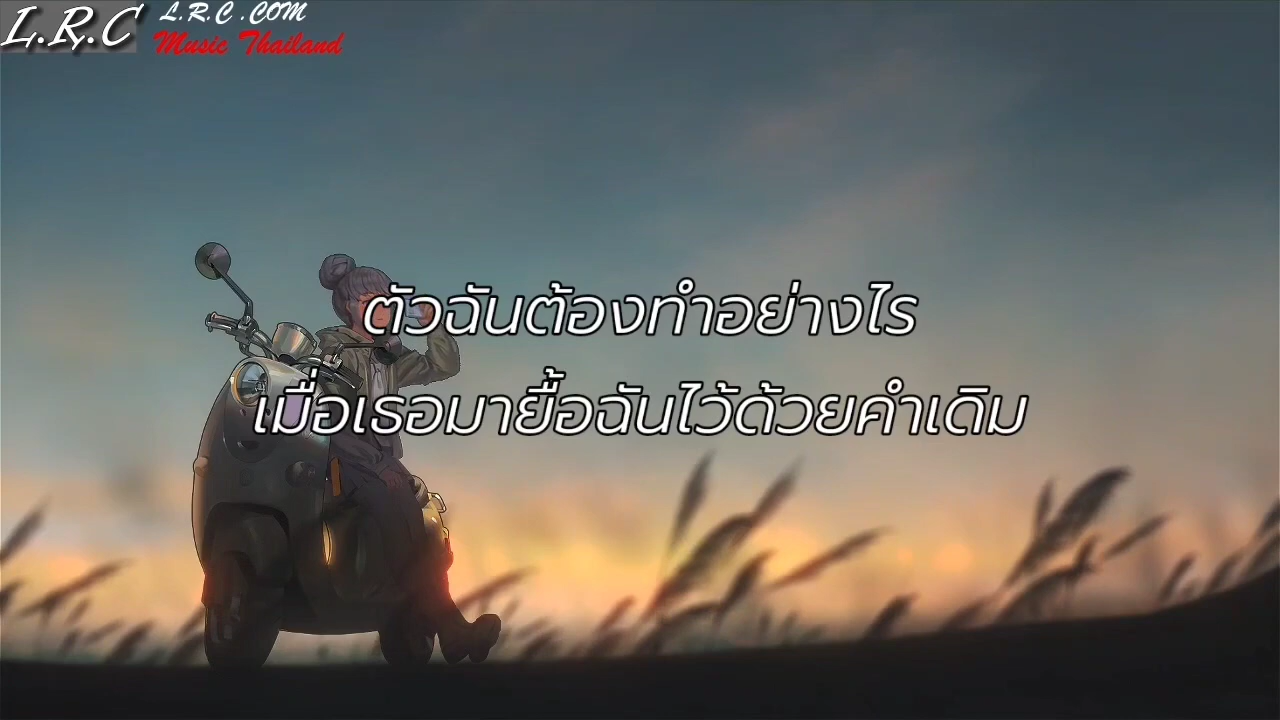 L.R.C
L.R.C .COM
Music Thailand
ตัวฉันต้องทำอย่างไร
เมื่อเธอมายื้อฉันไว้ด้วยคำเดิม